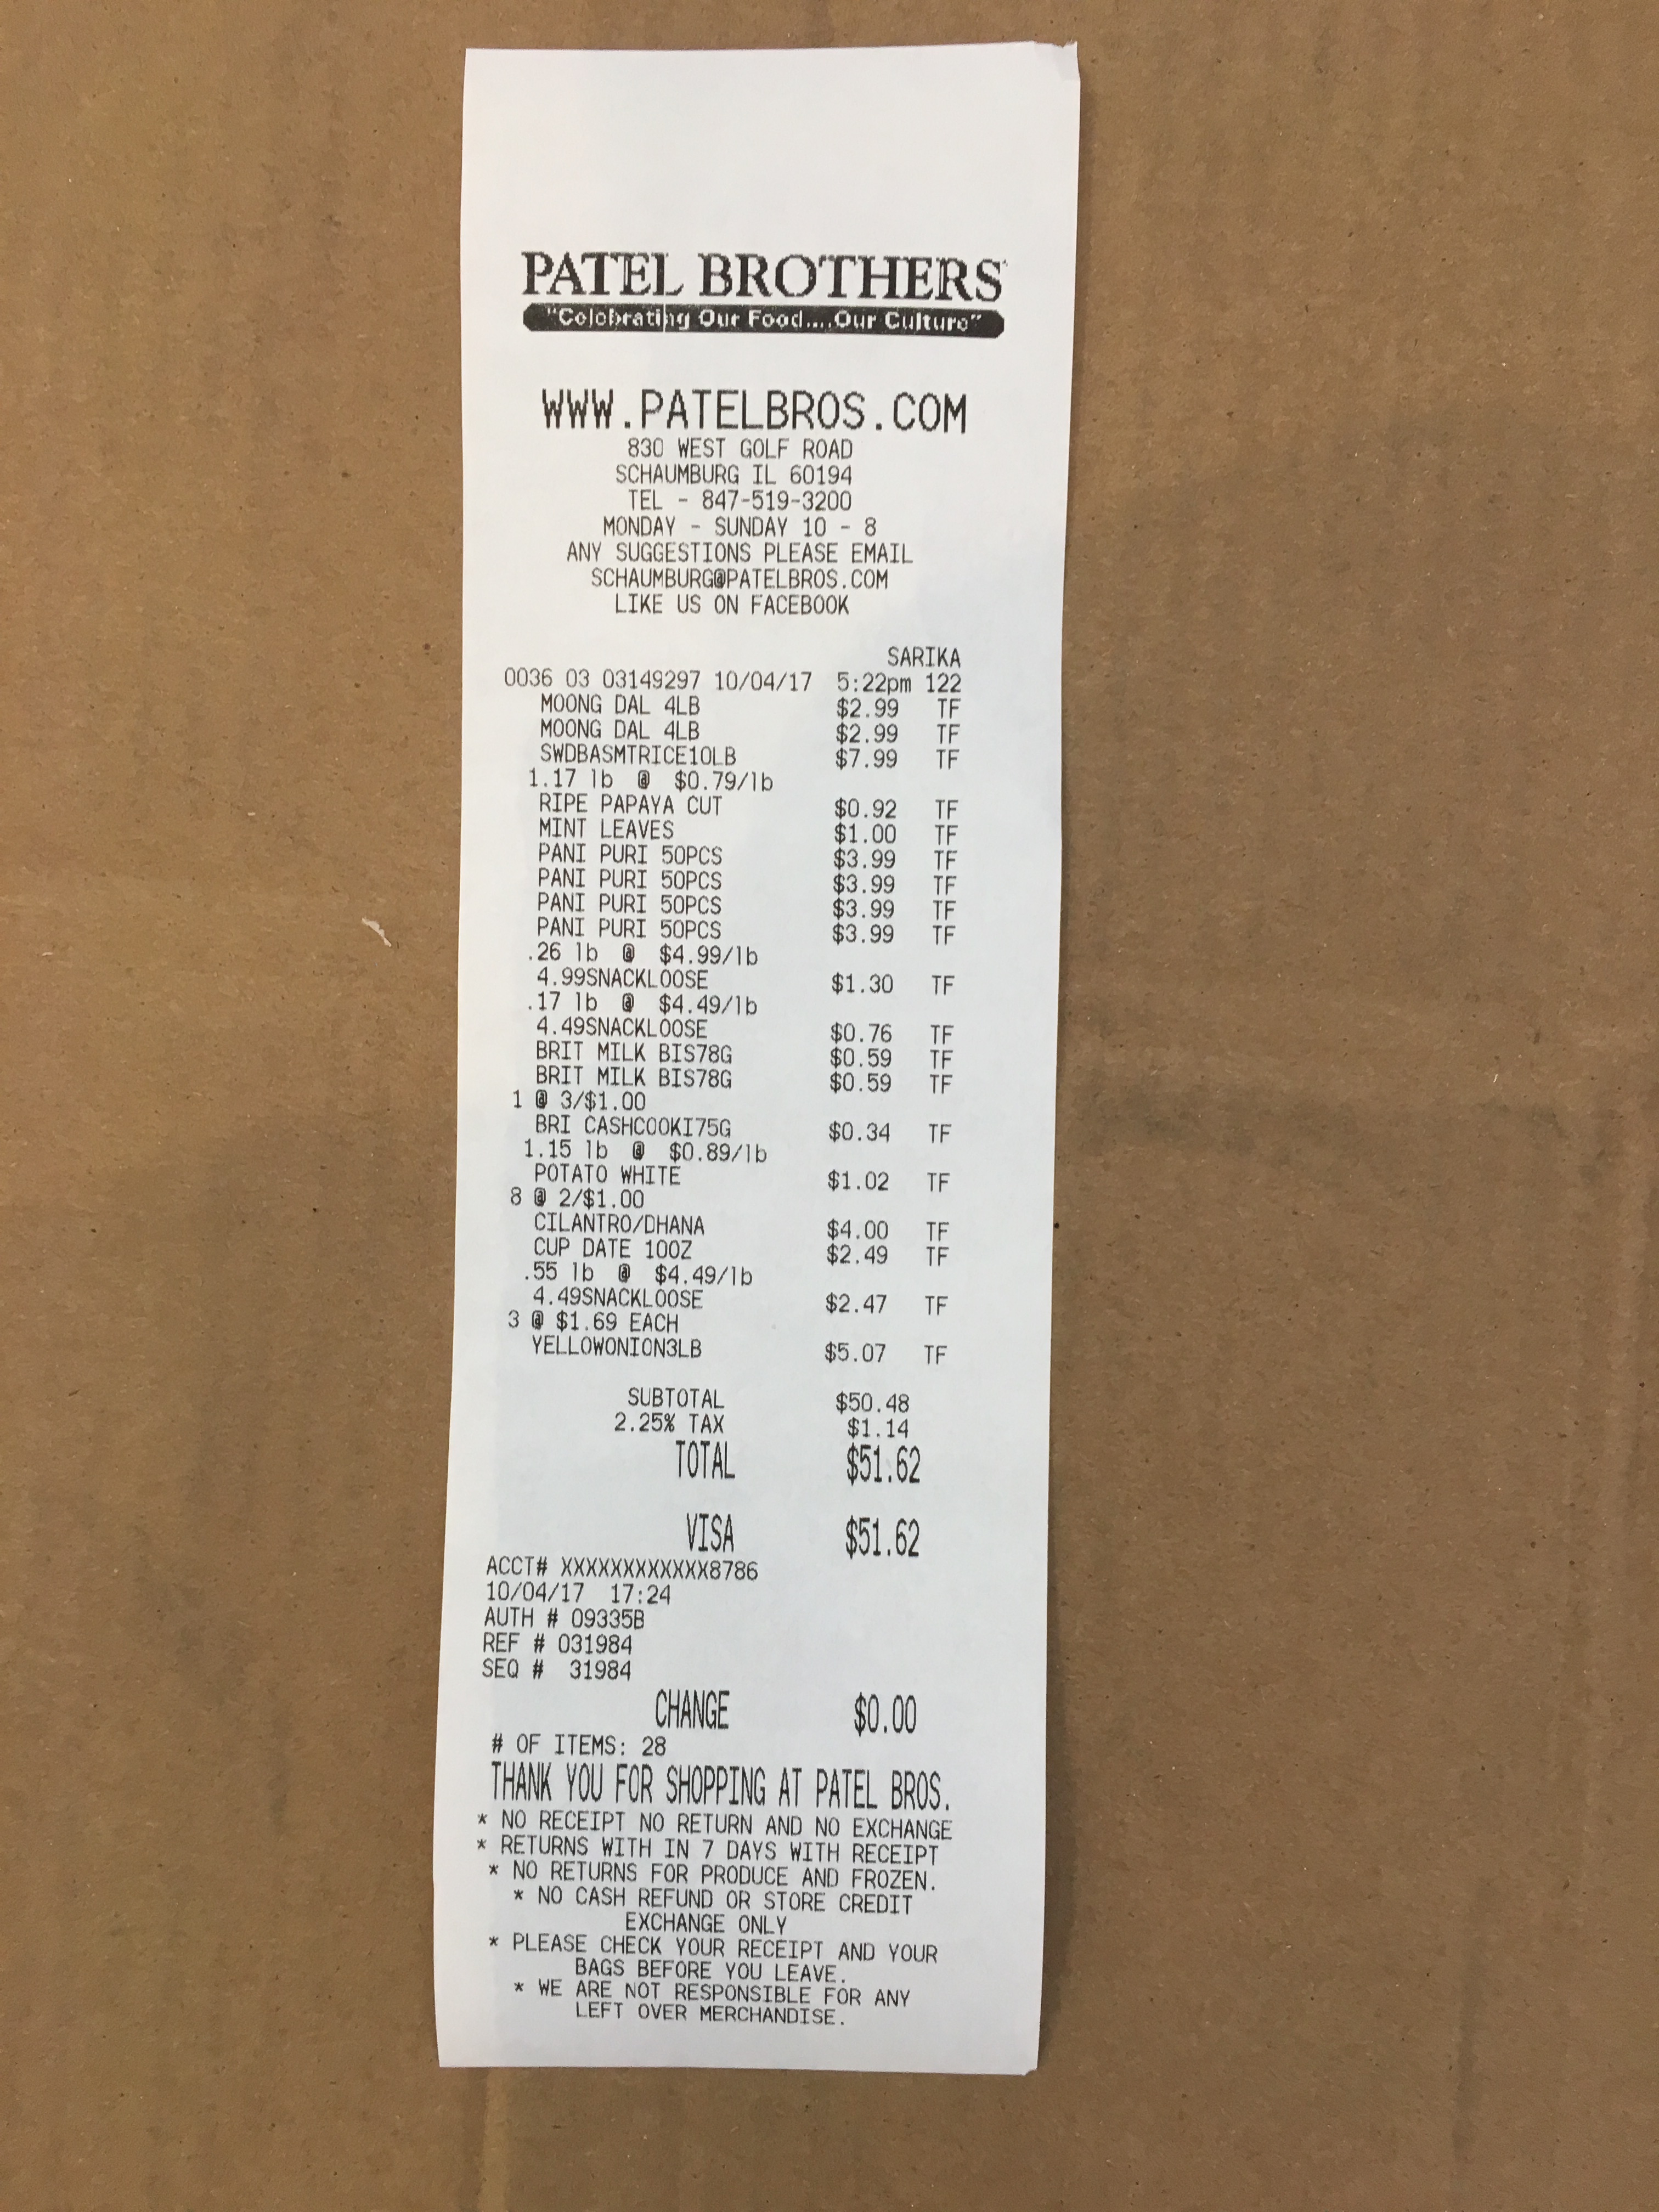 PATEL BROTHERS
"Celebrating Our Food....Our Culture"
WWW.PATELBROS.COM
830 WEST GOLF ROAD
SCHAUMBURG IL 60194
TEL - 847-519-3200
MONDAY - SUNDAY 10 - 8
ANY SUGGESTIONS PLEASE EMAIL
SCHAUMBURG@PATELBROS.COM
LIKE US ON FACEBOOK
SARIKA
0036 03 03149297 10/04/17 5:22pm 122
MOONG DAL 4LB $2.99 TF
MOONG DAL 4LB $2.99 TF
SWDBASMTRICE10LB $7.99 TF
1.17 lb @ $0.79/lb
RIPE PAPAYA CUT $0.92 TF
MINT LEAVES $1.00 TF
PANI PURI 50PCS $3.99 TF
PANI PURI 50PCS $3.99 TF
PANI PURI 50PCS $3.99 TF
PANI PURI 50PCS $3.99 TF
.26 lb @ $4.99/lb
4.99SNACKLOOSE $1.30 TF
.17 lb @ $4.49/lb
4.49SNACKLOOSE $0.76 TF
BRIT MILK BIS78G $0.59 TF
BRIT MILK BIS78G $0.59 TF
1 @ 3/$1.00
BRI CASHCOOKI75G $0.34 TF
1.15 lb @ $0.89/lb
POTATO WHITE $1.02 TF
8 @ 2/$1.00
CILANTRO/DHANA $4.00 TF
CUP DATE 10OZ $2.49 TF
.55 lb @ $4.49/lb
4.49SNACKLOOSE $2.47 TF
3 @ $1.69 EACH
YELLOWONION3LB $5.07 TF
SUBTOTAL $50.48
2.25% TAX $1.14
TOTAL $51.62
VISA $51.62
ACCT# XXXXXXXXXXXX8786
10/04/17 17:24
AUTH # 09335B
REF # 031984
SEQ # 31984
CHANGE $0.00
# OF ITEMS: 28
THANK YOU FOR SHOPPING AT PATEL BROS.
* NO RECEIPT NO RETURN AND NO EXCHANGE
* RETURNS WITH IN 7 DAYS WITH RECEIPT
* NO RETURNS FOR PRODUCE AND FROZEN.
* NO CASH REFUND OR STORE CREDIT
EXCHANGE ONLY
* PLEASE CHECK YOUR RECEIPT AND YOUR
BAGS BEFORE YOU LEAVE.
* WE ARE NOT RESPONSIBLE FOR ANY
LEFT OVER MERCHANDISE.